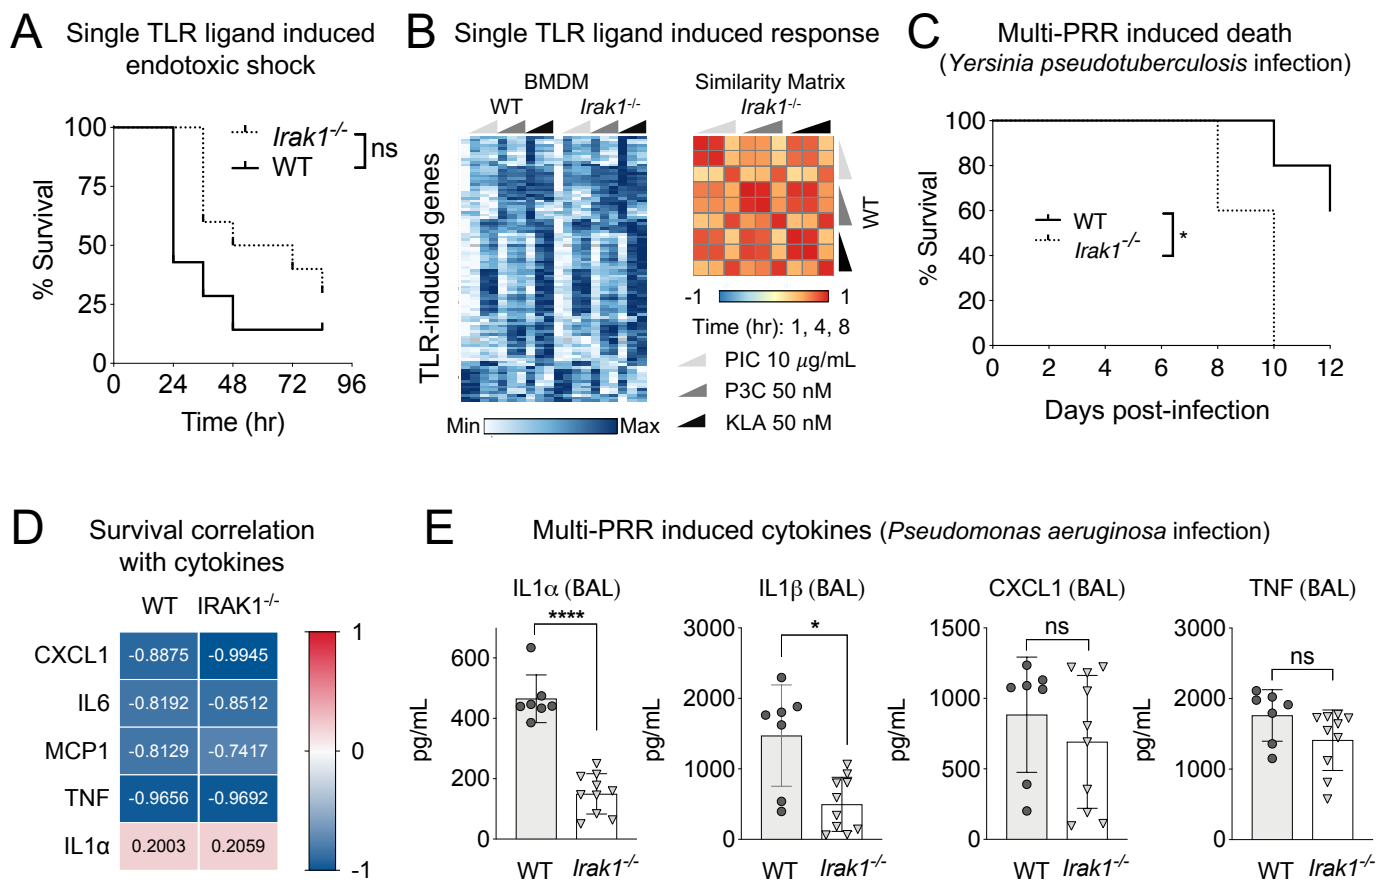 A Single TLR ligand induced
endotoxic shock
100
75
50
25
0
% Survival
0 24 48 72 96
Time (hr)
Irak1-/-
WT
ns
B Single TLR ligand induced response
BMDM
WT Irak1-/-
TLR-induced genes
Min Max
Similarity Matrix
Irak1-/-
WT
-1 1
Time (hr): 1, 4, 8
PIC 10 μg/mL
P3C 50 nM
KLA 50 nM
C Multi-PRR induced death
(Yersinia pseudotuberculosis infection)
100
80
60
40
20
0
% Survival
WT
Irak1-/-
*
0 2 4 6 8 10 12
Days post-infection
D Survival correlation
with cytokines
WT IRAK1-/-
CXCL1 -0.8875 -0.9945
IL6 -0.8192 -0.8512
MCP1 -0.8129 -0.7417
TNF -0.9656 -0.9692
IL1α 0.2003 0.2059
1
0
-1
E Multi-PRR induced cytokines (Pseudomonas aeruginosa infection)
IL1α (BAL)
****
600
400
200
0
pg/mL
WT Irak1-/-
IL1β (BAL)
*
3000
2000
1000
0
pg/mL
WT Irak1-/-
CXCL1 (BAL)
ns
1500
1000
500
0
pg/mL
WT Irak1-/-
TNF (BAL)
ns
3000
2000
1000
0
pg/mL
WT Irak1-/-